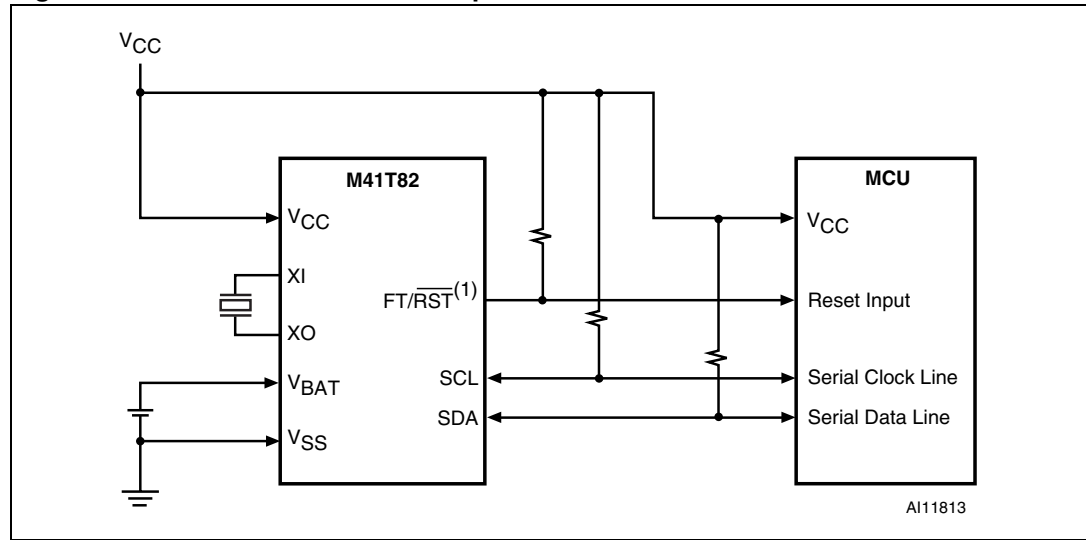 VCC
M41T82
VCC
XI
XO
VBAT
VSS
FT/RST(1)
SCL
SDA
MCU
VCC
Reset Input
Serial Clock Line
Serial Data Line
AI11813